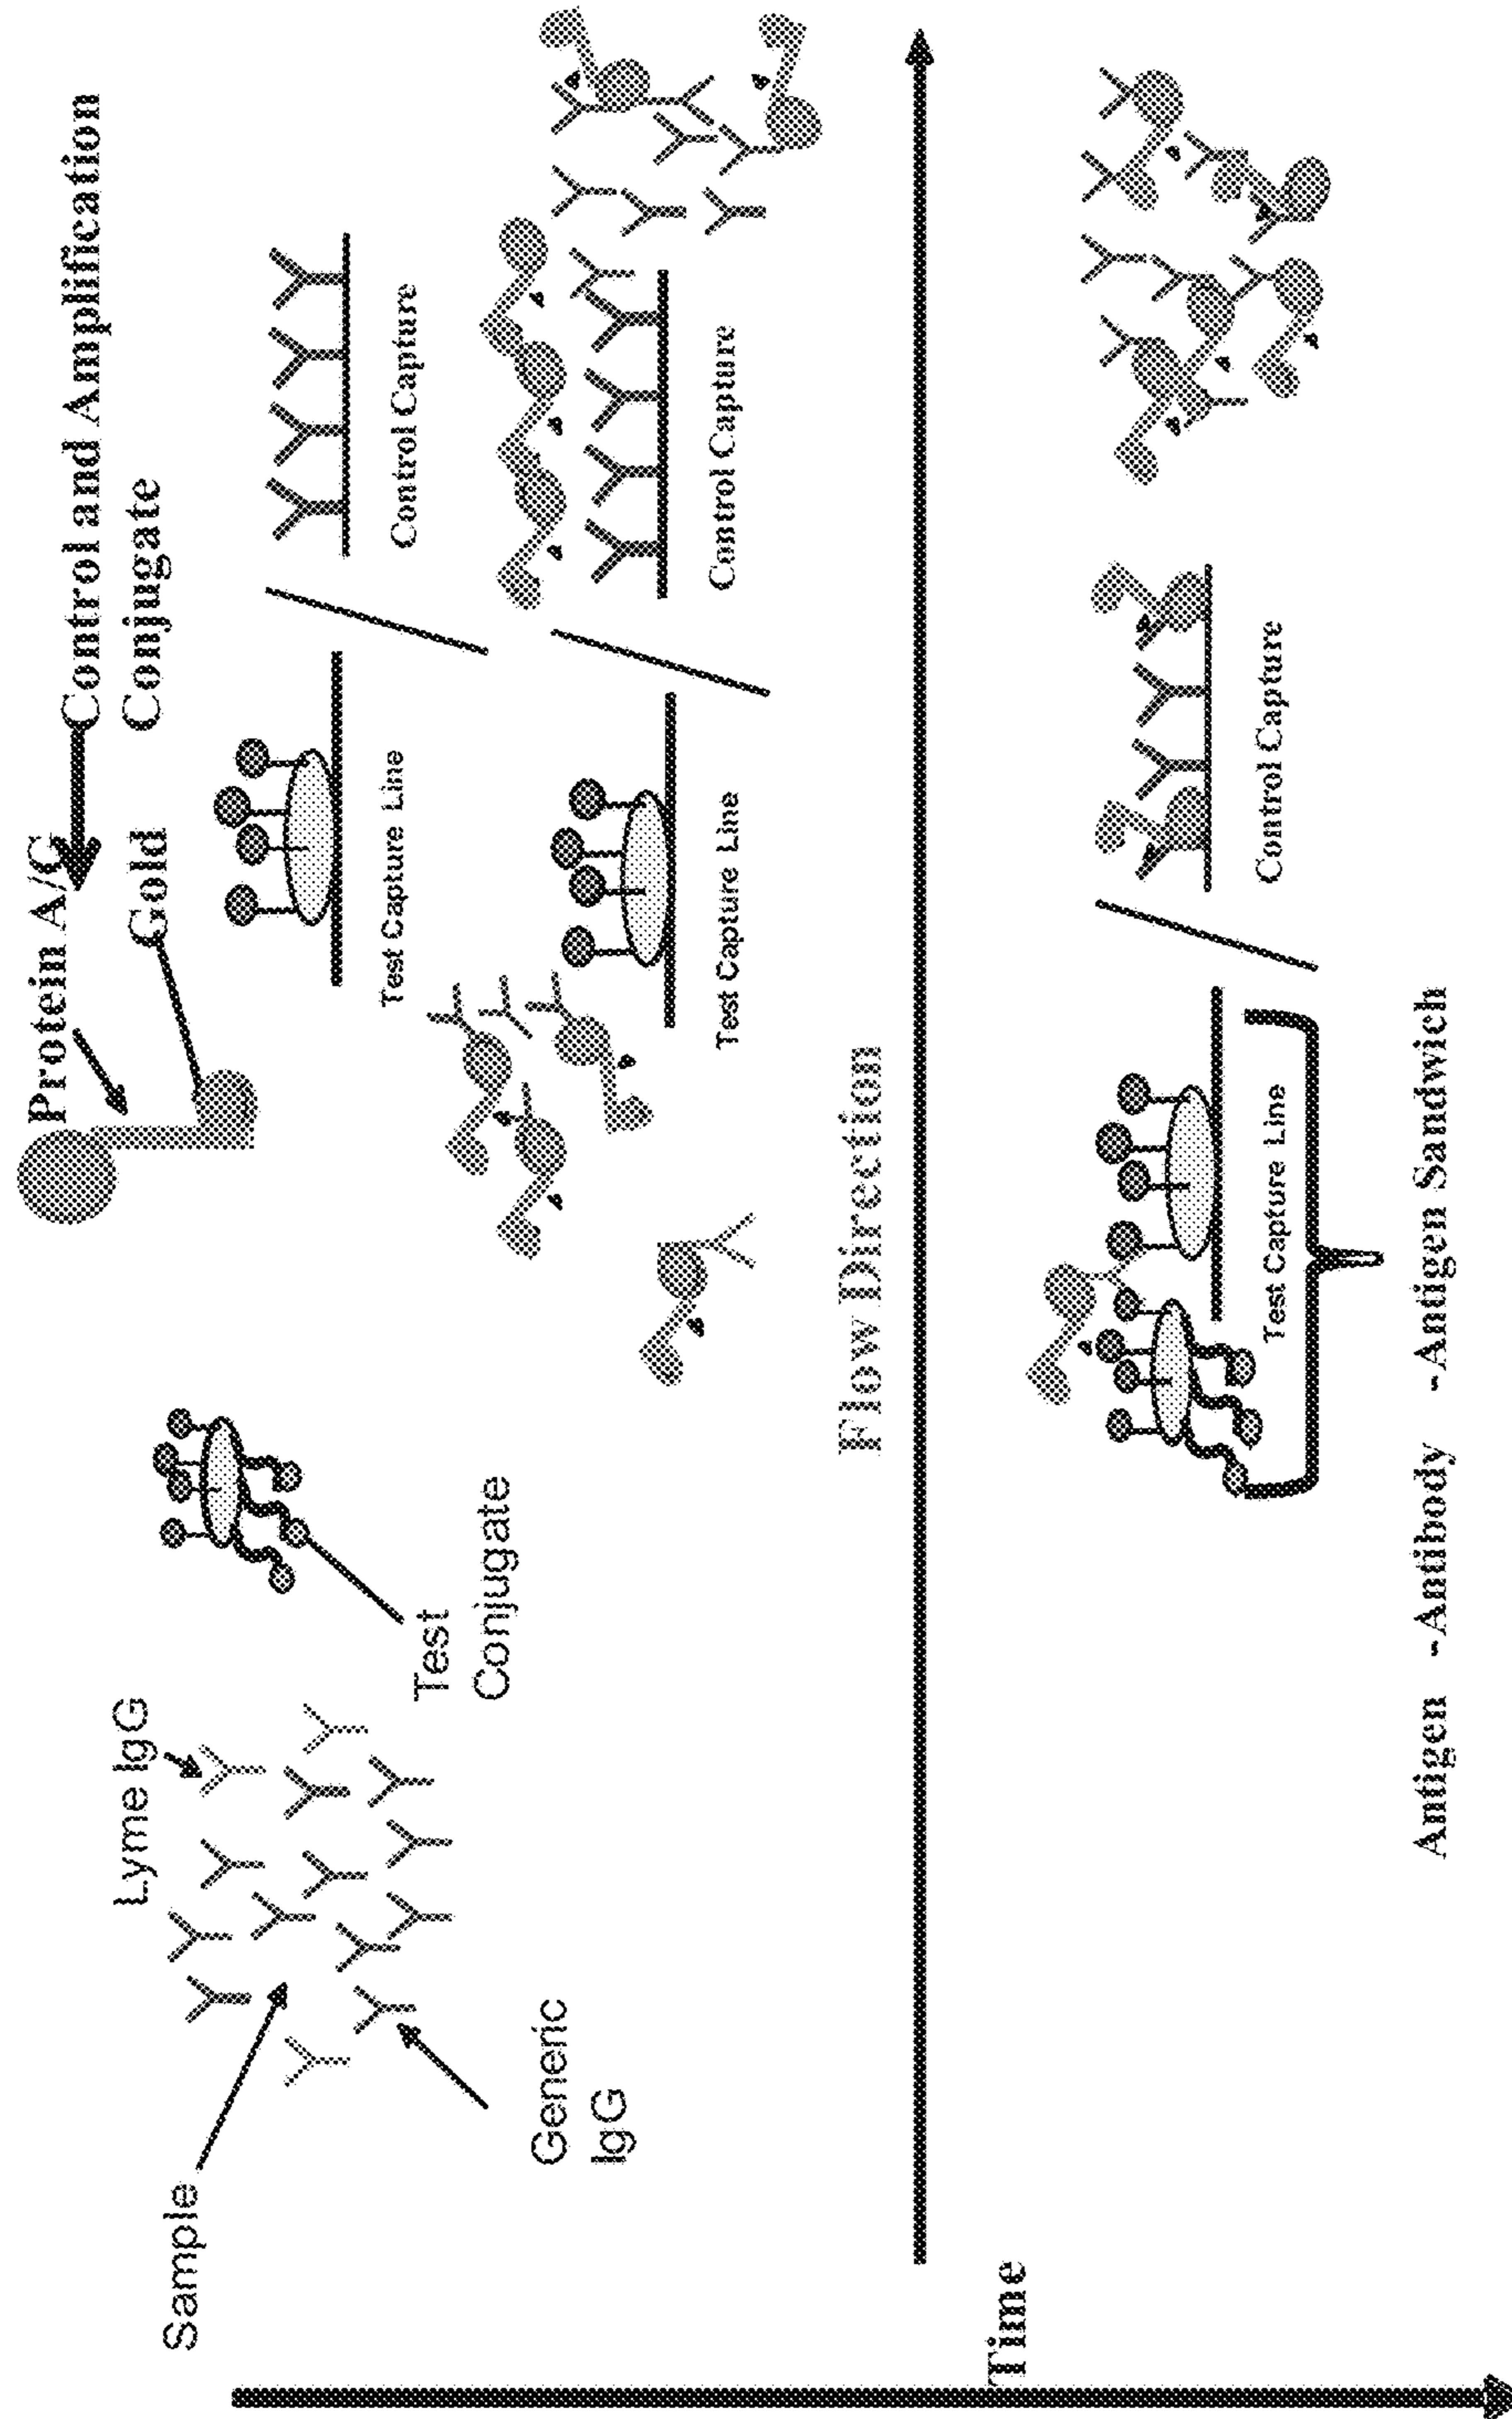 Protein A/G
Control and Amplification
Conjugate
Gold
Lyme IgG
Sample
Test Capture Line
Control Capture
Test
Conjugate
Generic
IgG
Test Capture Line
Control Capture
Flow Direction
Time
Test Capture Line
Control Capture
Antigen -Antibody -Antigen Sandwich